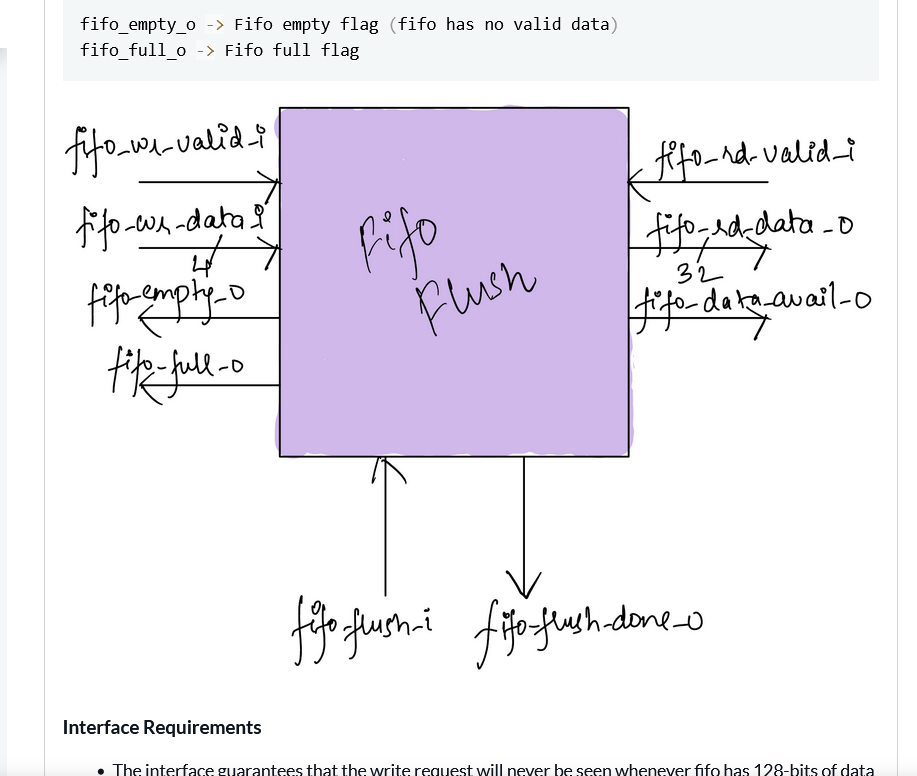 fifo_empty_o -> Fifo empty flag (fifo has no valid data)
fifo_full_o -> Fifo full flag
fifo_wr_valid_i
fifo_wr_data_i
4
fifo_empty_o
fifo_full_o
Fifo
Flush
fifo_rd_valid_i
fifo_rd_data_o
32
fifo_data_avail_o
fifo_flush_i
fifo_flush_done_o
Interface Requirements
• The interface guarantees that the write request will never be seen whenever fifo has 128-bits of data